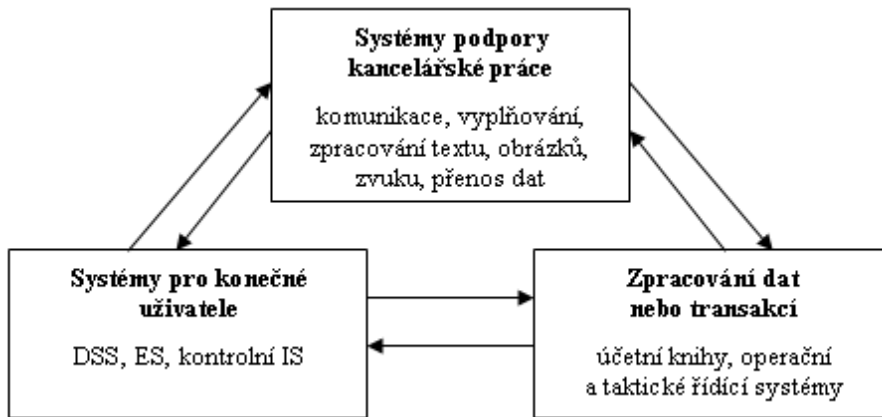 Systémy podpory
kancelářské práce
komunikace, vyplňování,
zpracování textu, obrázků,
zvuku, přenos dat
Systémy pro konečné
uživatele
DSS, ES, kontrolní IS
Zpracování dat
nebo transakcí
účetní knihy, operační
a taktické řídící systémy